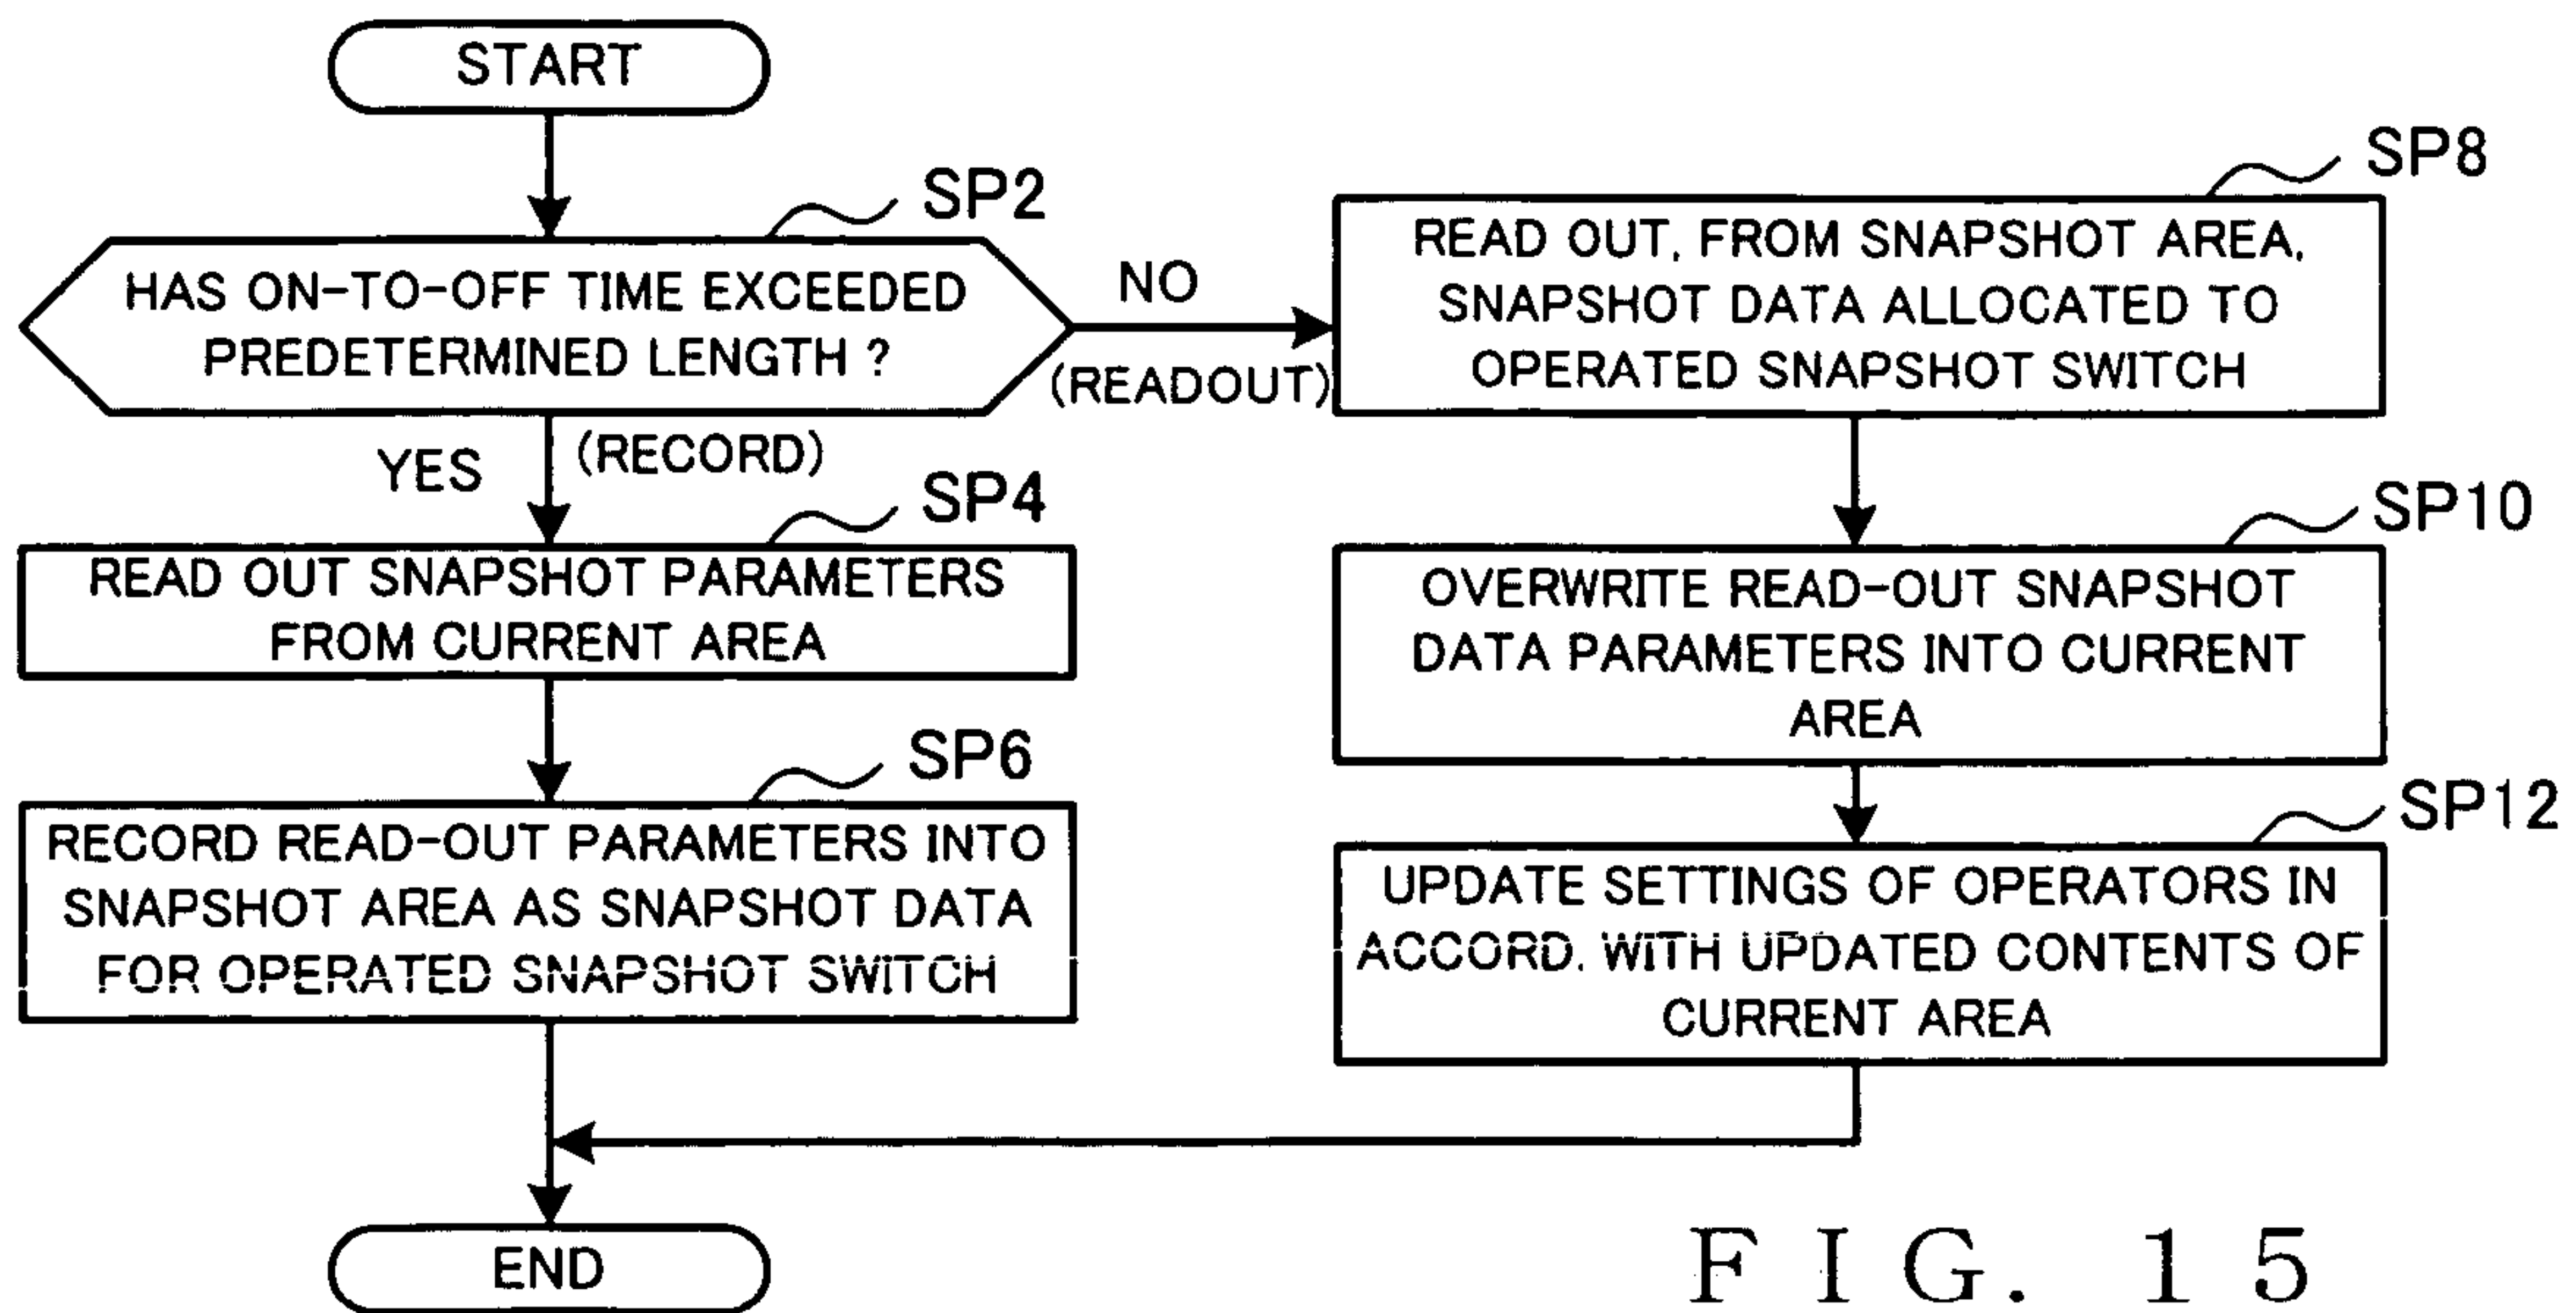 START
SP2
HAS ON-TO-OFF TIME EXCEEDED
PREDETERMINED LENGTH ?
NO
(READOUT)
YES
(RECORD)
SP4
READ OUT SNAPSHOT PARAMETERS
FROM CURRENT AREA
SP6
RECORD READ-OUT PARAMETERS INTO
SNAPSHOT AREA AS SNAPSHOT DATA
FOR OPERATED SNAPSHOT SWITCH
SP8
READ OUT, FROM SNAPSHOT AREA,
SNAPSHOT DATA ALLOCATED TO
OPERATED SNAPSHOT SWITCH
SP10
OVERWRITE READ-OUT SNAPSHOT
DATA PARAMETERS INTO CURRENT
AREA
SP12
UPDATE SETTINGS OF OPERATORS IN
ACCORD. WITH UPDATED CONTENTS OF
CURRENT AREA
END
FIG. 15